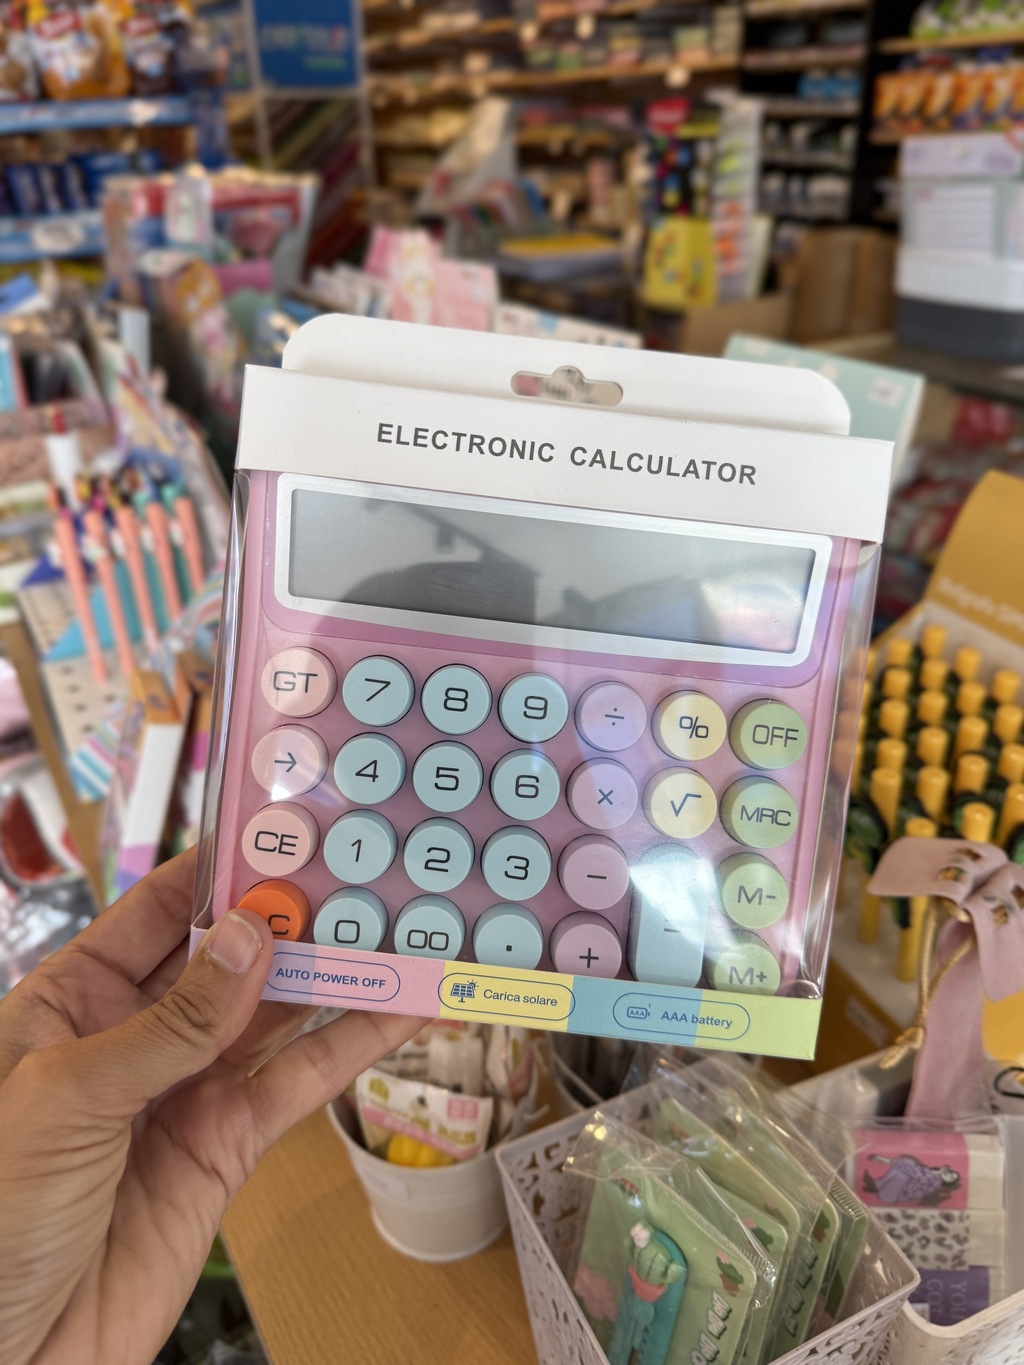 ELECTRONIC CALCULATOR
GT 7 8 9 ÷ % OFF
→ 4 5 6 × √ MRC
CE 1 2 3 − M-
C 0 00 . + = M+
AUTO POWER OFF
Carica solare
AAA AAA battery